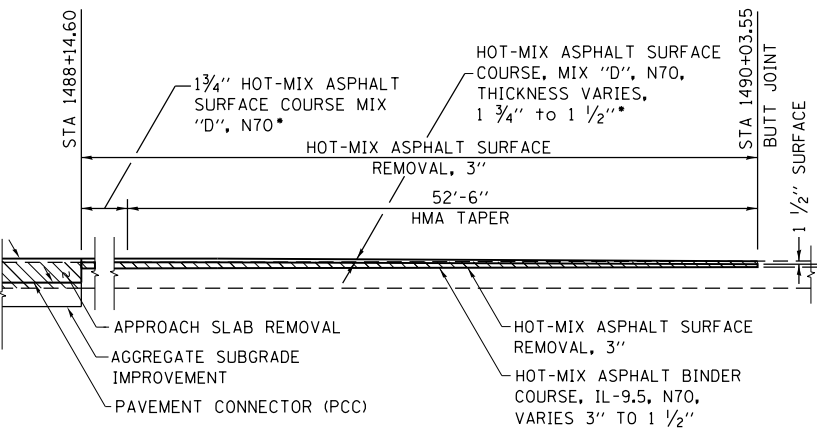 STA 1488+14.60
1¾" HOT-MIX ASPHALT
SURFACE COURSE MIX
"D", N70*
HOT-MIX ASPHALT SURFACE
COURSE, MIX "D", N70,
THICKNESS VARIES,
1 ¾" to 1 ½"*
STA 1490+03.55
BUTT JOINT
1 ½" SURFACE
HOT-MIX ASPHALT SURFACE
REMOVAL, 3"
52'-6"
HMA TAPER
APPROACH SLAB REMOVAL
AGGREGATE SUBGRADE
IMPROVEMENT
PAVEMENT CONNECTOR (PCC)
HOT-MIX ASPHALT SURFACE
REMOVAL, 3"
HOT-MIX ASPHALT BINDER
COURSE, IL-9.5, N70,
VARIES 3" TO 1 ½"